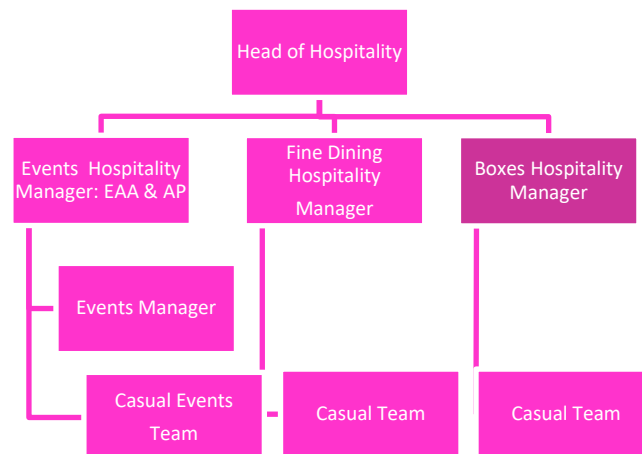 Head of Hospitality
Events  Hospitality
Manager: EAA & AP
Fine Dining
Hospitality
Manager
Boxes Hospitality
Manager
Events Manager
Casual Events
Team
Casual Team
Casual Team